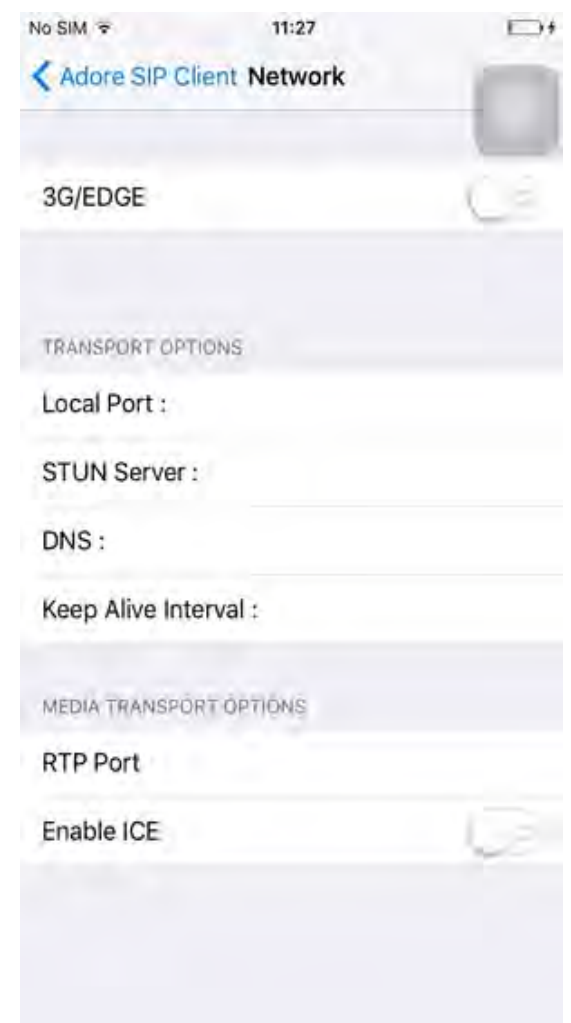 No SIM 11:27
Adore SIP Client Network
3G/EDGE
TRANSPORT OPTIONS
Local Port :
STUN Server :
DNS :
Keep Alive Interval :
MEDIA TRANSPORT OPTIONS
RTP Port
Enable ICE